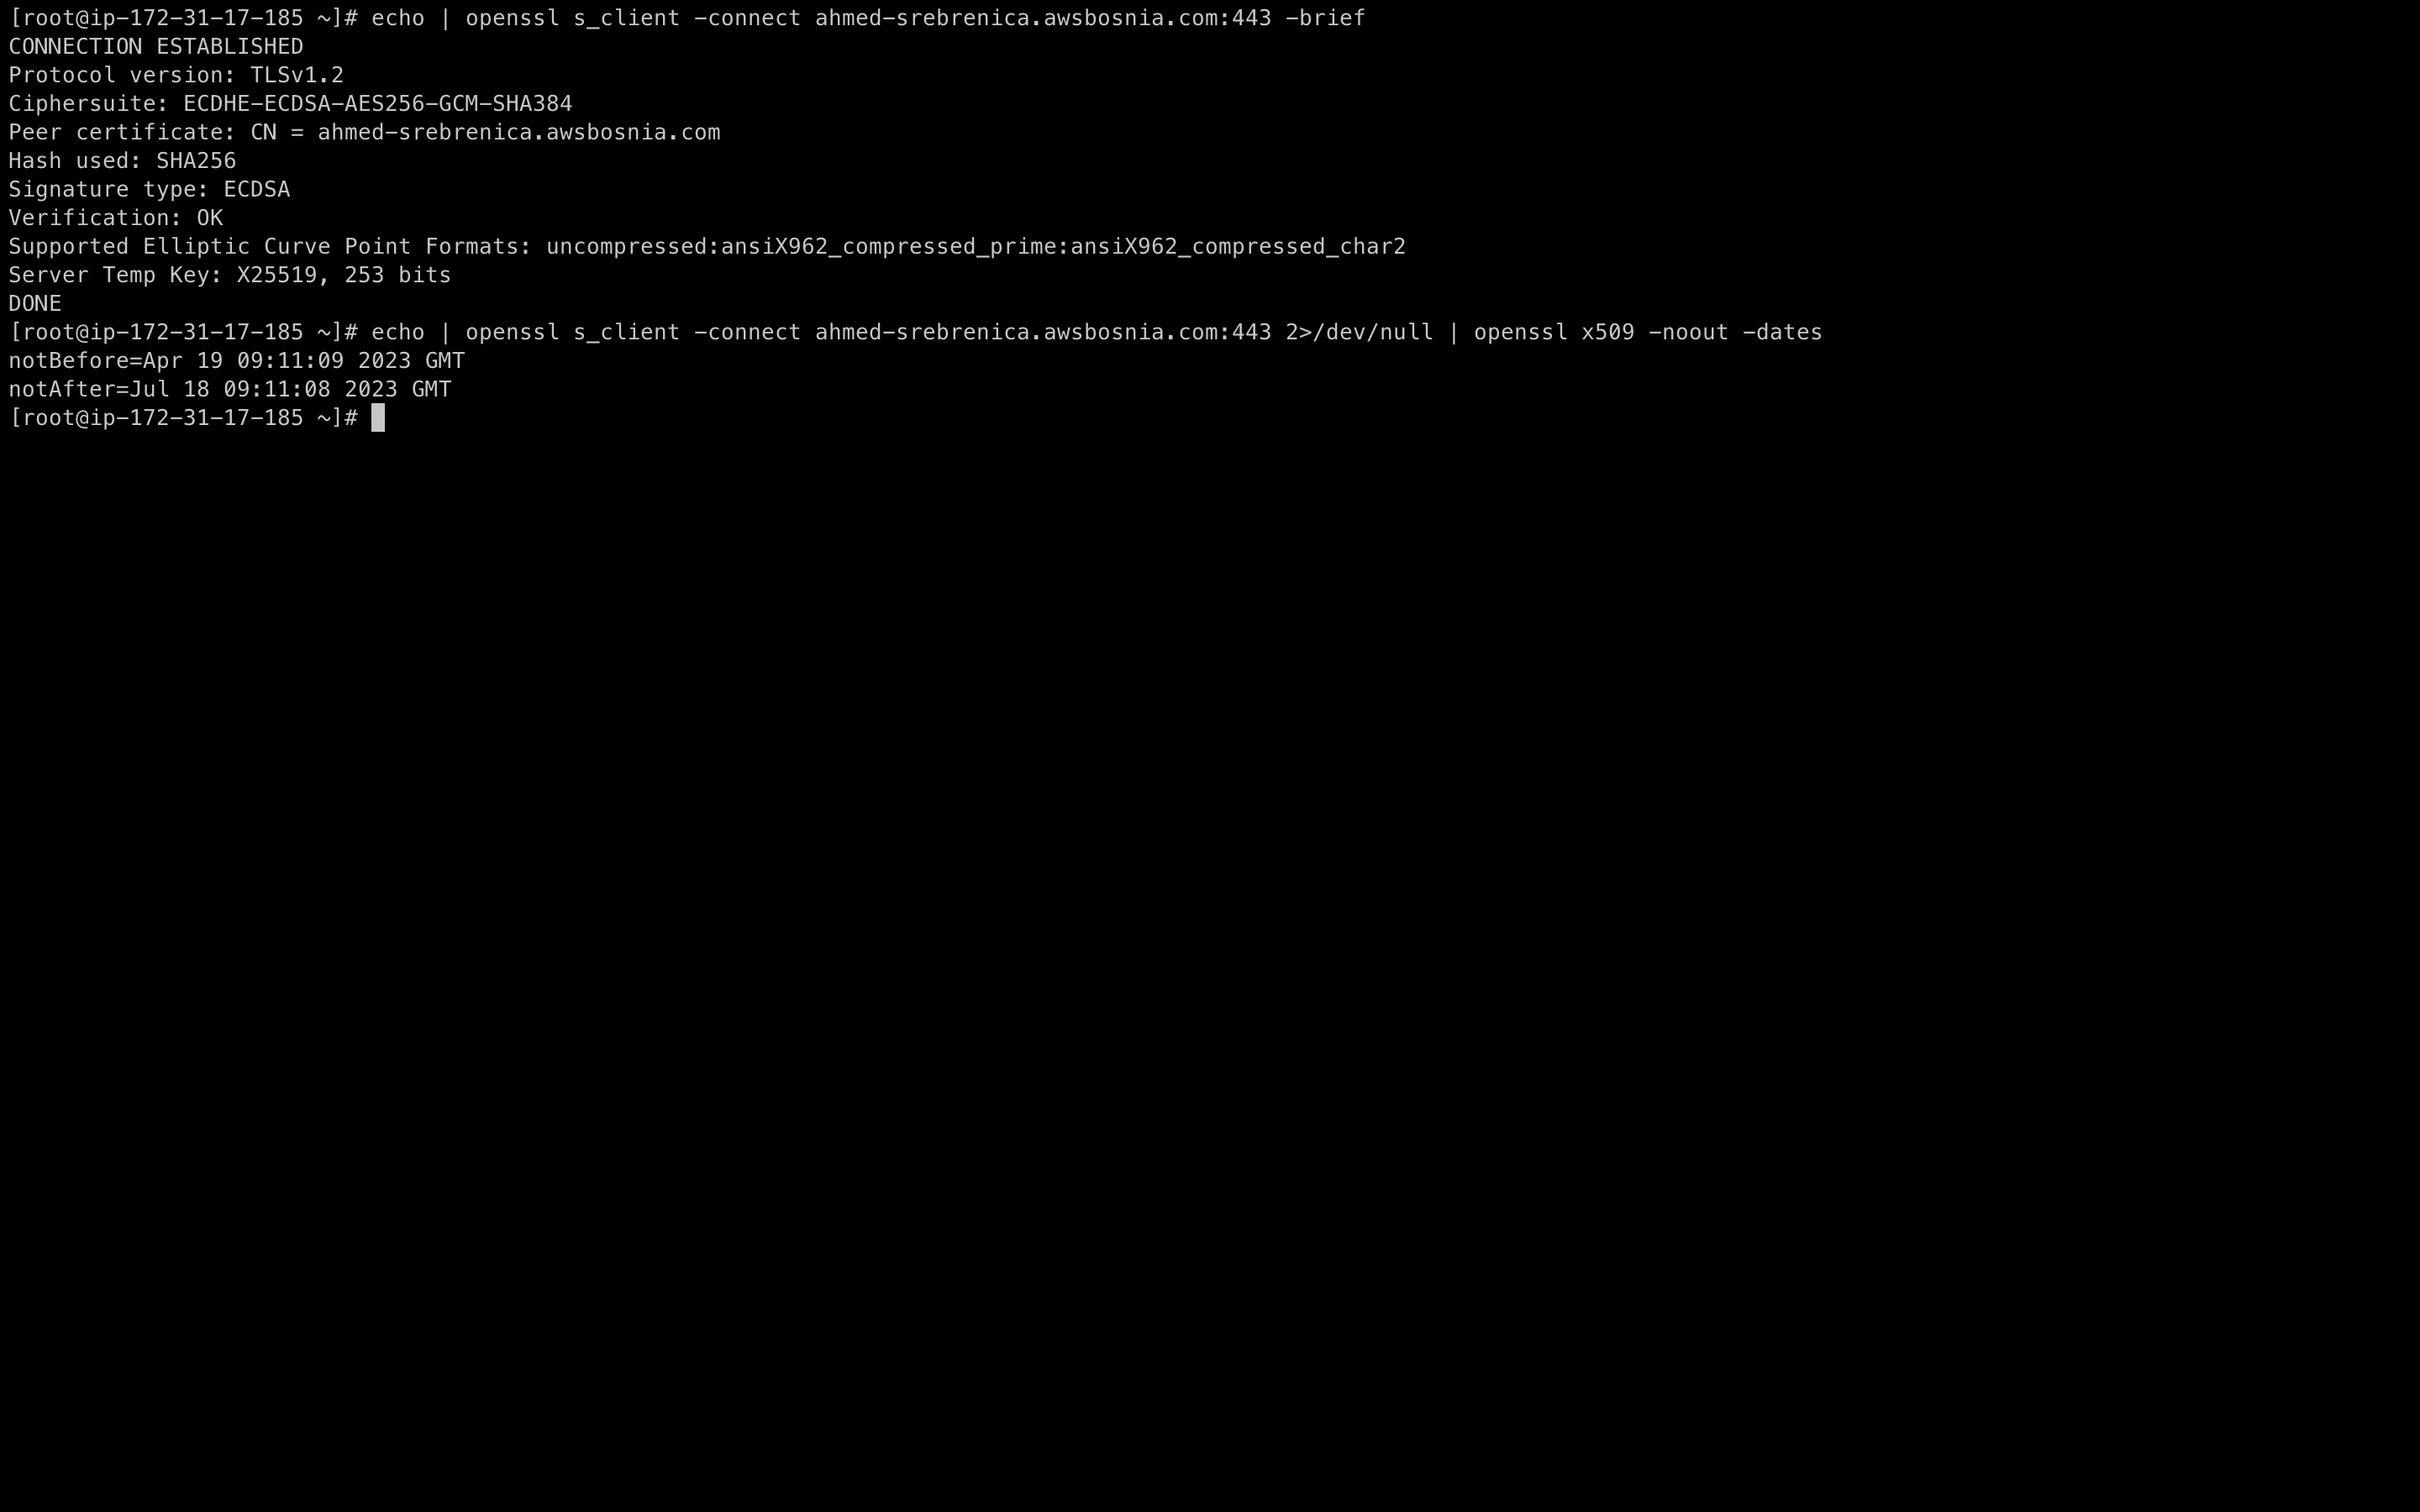 [root@ip-172-31-17-185 ~]# echo | openssl s_client -connect ahmed-srebrenica.awsbosnia.com:443 -brief
CONNECTION ESTABLISHED
Protocol version: TLSv1.2
Ciphersuite: ECDHE-ECDSA-AES256-GCM-SHA384
Peer certificate: CN = ahmed-srebrenica.awsbosnia.com
Hash used: SHA256
Signature type: ECDSA
Verification: OK
Supported Elliptic Curve Point Formats: uncompressed:ansiX962_compressed_prime:ansiX962_compressed_char2
Server Temp Key: X25519, 253 bits
DONE
[root@ip-172-31-17-185 ~]# echo | openssl s_client -connect ahmed-srebrenica.awsbosnia.com:443 2>/dev/null | openssl x509 -noout -dates
notBefore=Apr 19 09:11:09 2023 GMT
notAfter=Jul 18 09:11:08 2023 GMT
[root@ip-172-31-17-185 ~]#